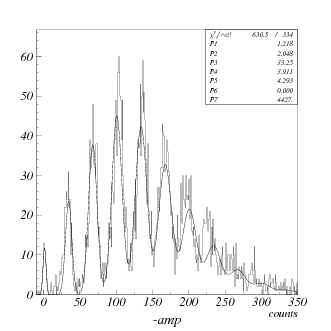 χ²/ndf 630.5 / 334
P1 1.218
P2 2.048
P3 33.25
P4 3.911
P5 4.293
P6 0.000
P7 4427.
60
50
40
30
20
10
0
0 50 100 150 200 250 300 350
counts
-amp